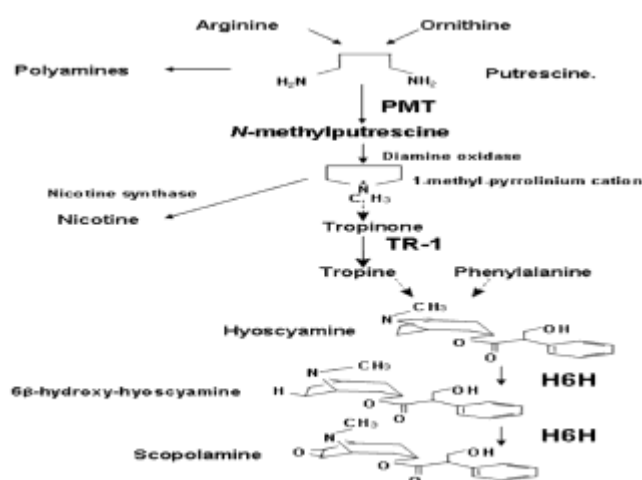 Arginine Ornithine
Polyamines H₂N NH₂ Putrescine.
PMT
N-methylputrescine
Diamine oxidase
N 1-methyl-pyrrolinium cation
Nicotine synthase C. H₃
Nicotine Tropinone
TR-1
Tropine Phenylalanine
N CH₃
Hyoscyamine OH
O
O
H6H
N CH₃
6β-hydroxy-hyoscyamine H OH
O
O
H6H
N CH₃
Scopolamine O OH
O
O